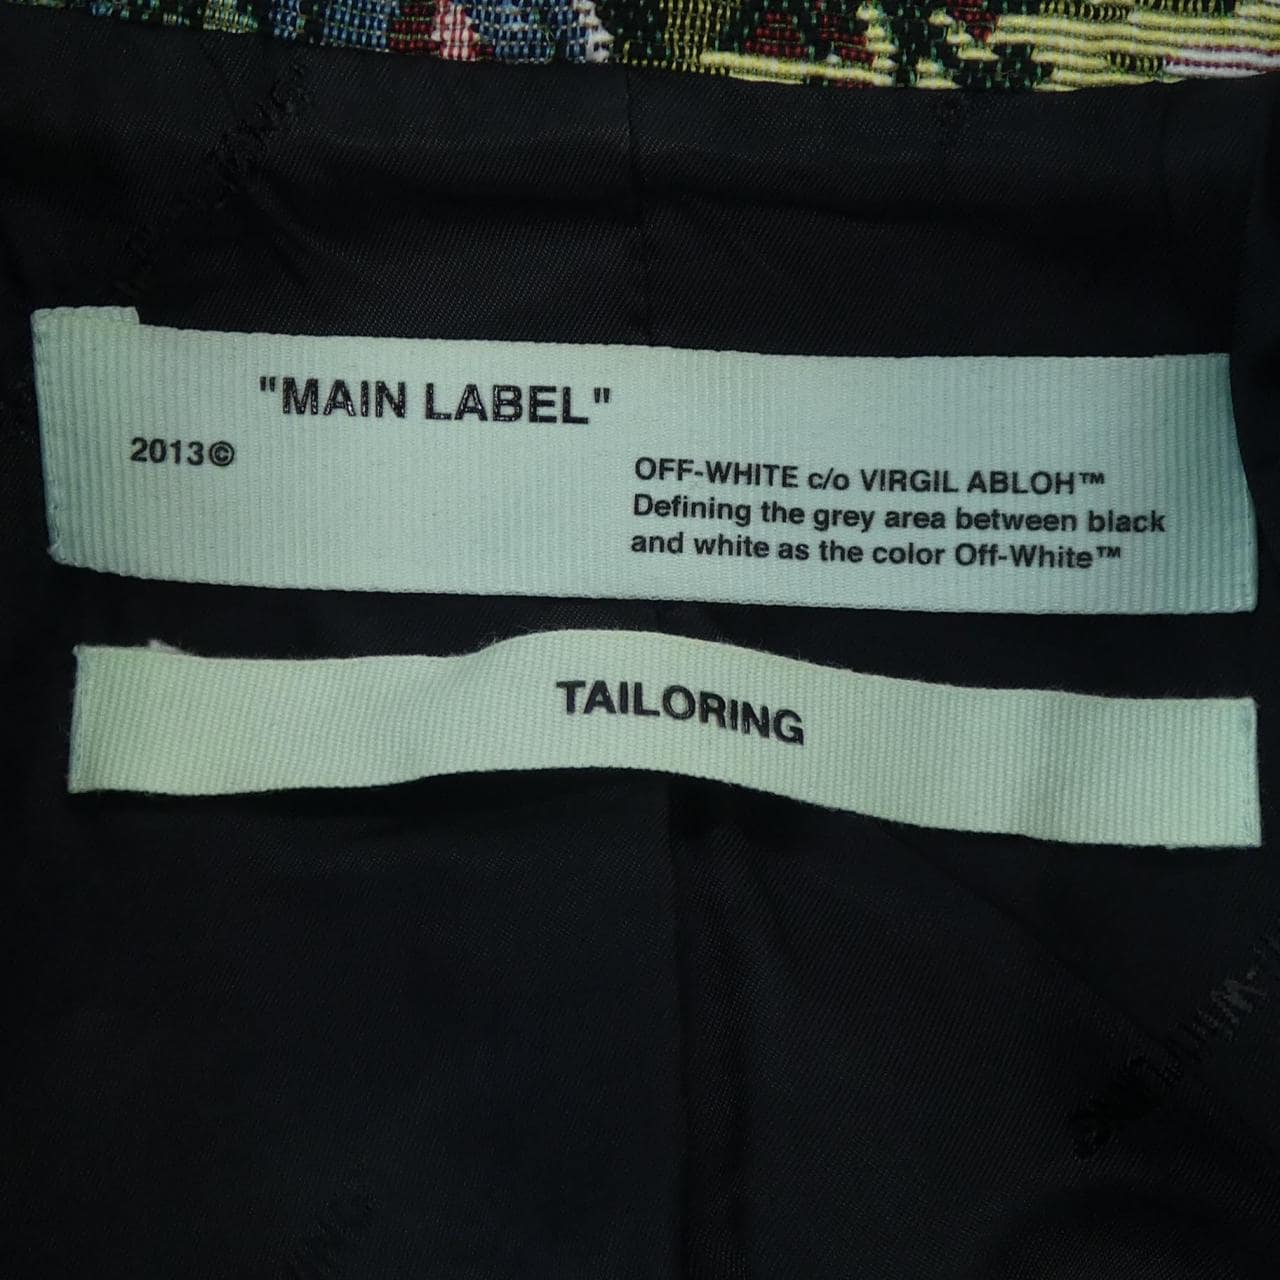 "MAIN LABEL"
2013©
OFF-WHITE c/o VIRGIL ABLOH™
Defining the grey area between black
and white as the color Off-White™
TAILORING